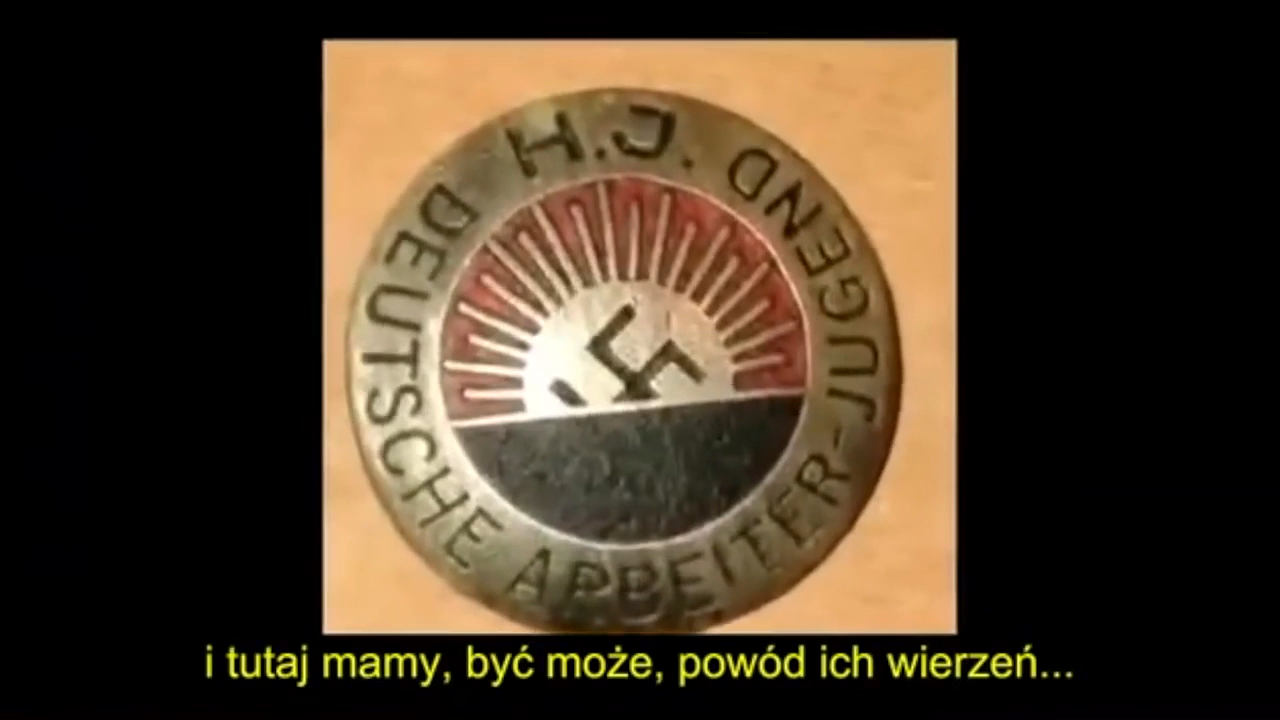 H.J. DEUTSCHE ARBEITER-JUGEND
i tutaj mamy, być może, powód ich wierzeń...